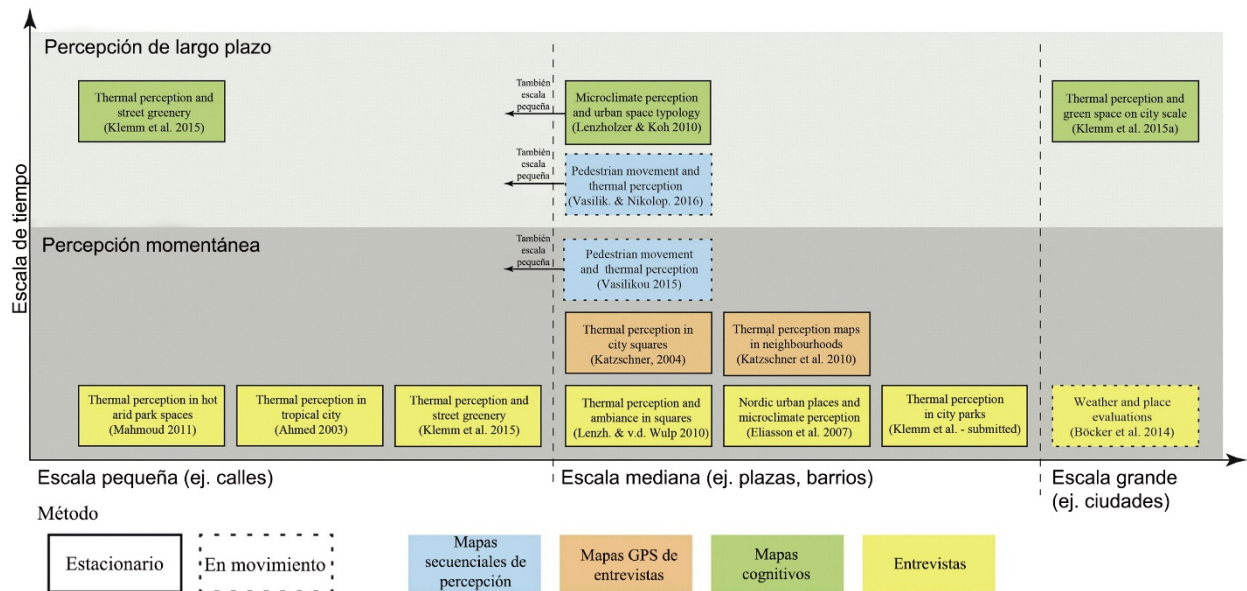 Percepción de largo plazo
Thermal perception and
street greenery
(Klemm et al. 2015)
También
escala
pequeña
Microclimate perception
and urban space typology
(Lenzholzer & Koh 2010)
Thermal perception and
green space on city scale
(Klemm et al. 2015a)
También
escala
pequeña
Pedestrian movement and
thermal perception
(Vasilik. & Nikolop. 2016)
Escala de tiempo
Percepción momentánea
También
escala
pequeña
Pedestrian movement
and thermal perception
(Vasilikou 2015)
Thermal perception in
city squares
(Katzschner, 2004)
Thermal perception maps
in neighbourhoods
(Katzschner et al. 2010)
Thermal perception in hot
arid park spaces
(Mahmoud 2011)
Thermal perception in
tropical city
(Ahmed 2003)
Thermal perception and
street greenery
(Klemm et al. 2015)
Thermal perception and
ambiance in squares
(Lenzh. & v.d. Wulp 2010)
Nordic urban places and
microclimate perception
(Eliasson et al. 2007)
Thermal perception
in city parks
(Klemm et al. - submitted)
Weather and place
evaluations
(Böcker et al. 2014)
Escala pequeña (ej. calles)
Escala mediana (ej. plazas, barrios)
Escala grande
(ej. ciudades)
Método
Estacionario
En movimiento
Mapas
secuenciales de
percepción
Mapas GPS de
entrevistas
Mapas
cognitivos
Entrevistas